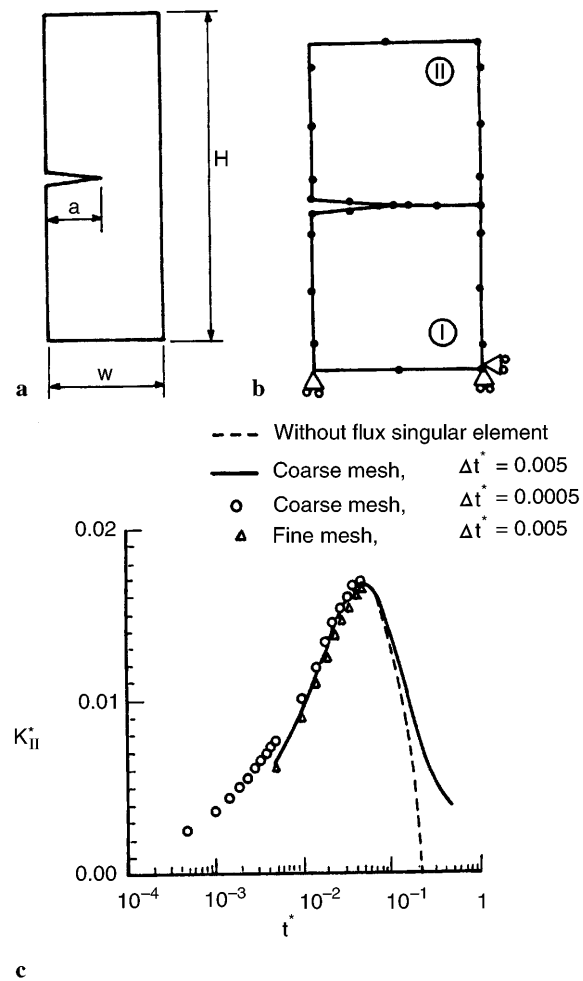 H
a
w
a
II
I
b
Without flux singular element
Coarse mesh, Δt* = 0.005
Coarse mesh, Δt* = 0.0005
Fine mesh, Δt* = 0.005
0.02
0.01
K*II
0.00
10−4 10−3 10−2 10−1 1
t*
c